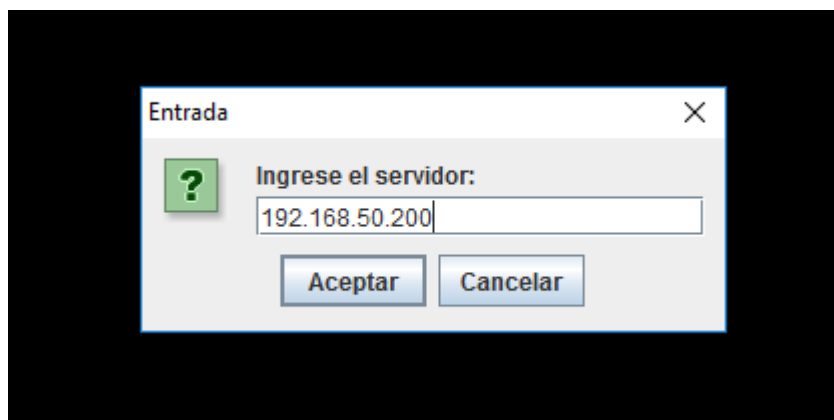 Entrada
?
Ingrese el servidor:
192.168.50.200
Aceptar Cancelar